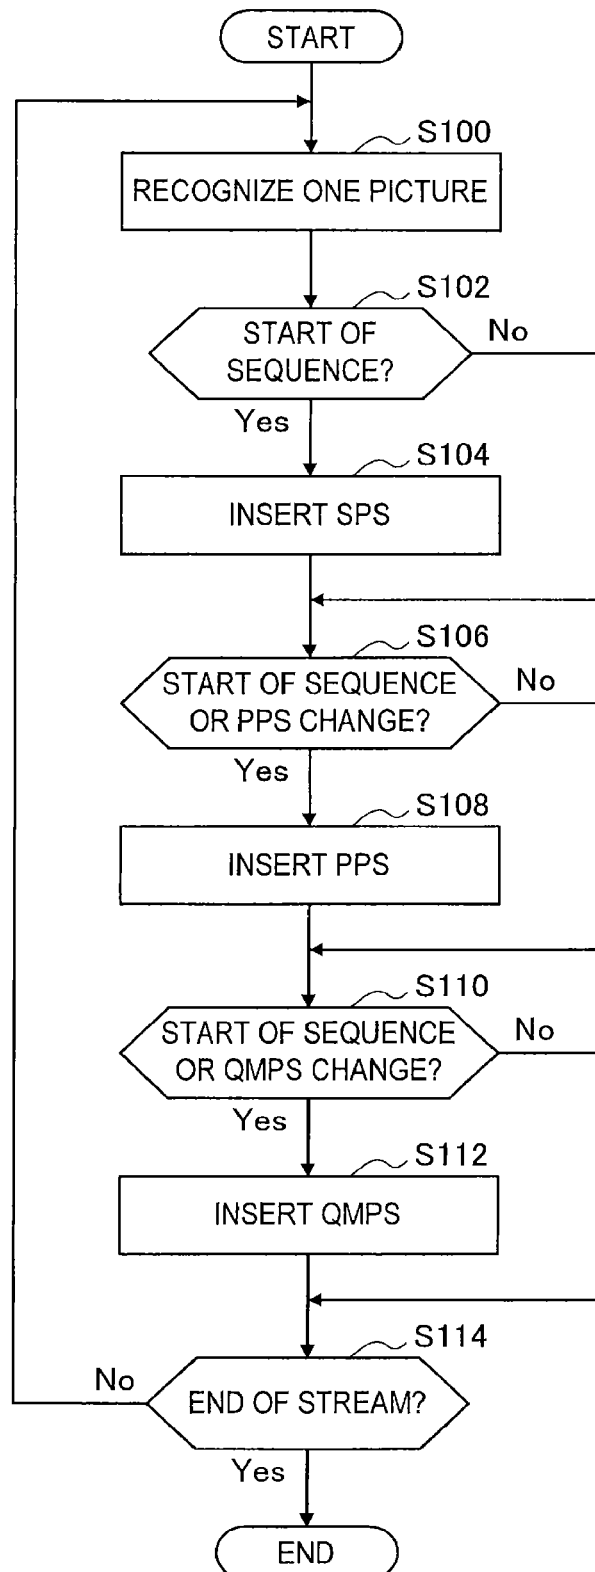 START
S100
RECOGNIZE ONE PICTURE
S102
START OF
SEQUENCE?
No
Yes
S104
INSERT SPS
S106
START OF SEQUENCE
OR PPS CHANGE?
No
Yes
S108
INSERT PPS
S110
START OF SEQUENCE
OR QMPS CHANGE?
No
Yes
S112
INSERT QMPS
S114
No
END OF STREAM?
Yes
END